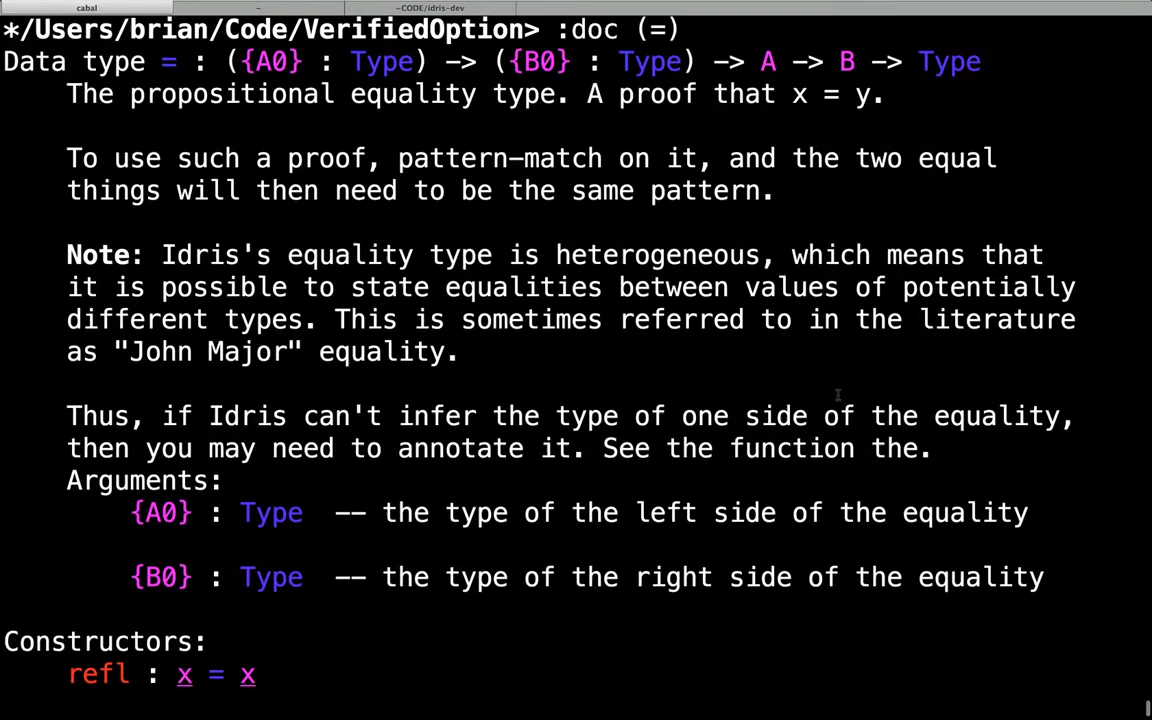 cabal ~ ~CODE/idris-dev
*/Users/brian/Code/VerifiedOption> :doc (=)
Data type = : ({A0} : Type) -> ({B0} : Type) -> A -> B -> Type
The propositional equality type. A proof that x = y.
To use such a proof, pattern-match on it, and the two equal
things will then need to be the same pattern.
Note: Idris's equality type is heterogeneous, which means that
it is possible to state equalities between values of potentially
different types. This is sometimes referred to in the literature
as "John Major" equality.
Thus, if Idris can't infer the type of one side of the equality,
then you may need to annotate it. See the function the.
Arguments:
{A0} : Type -- the type of the left side of the equality
{B0} : Type -- the type of the right side of the equality
Constructors:
refl : x = x